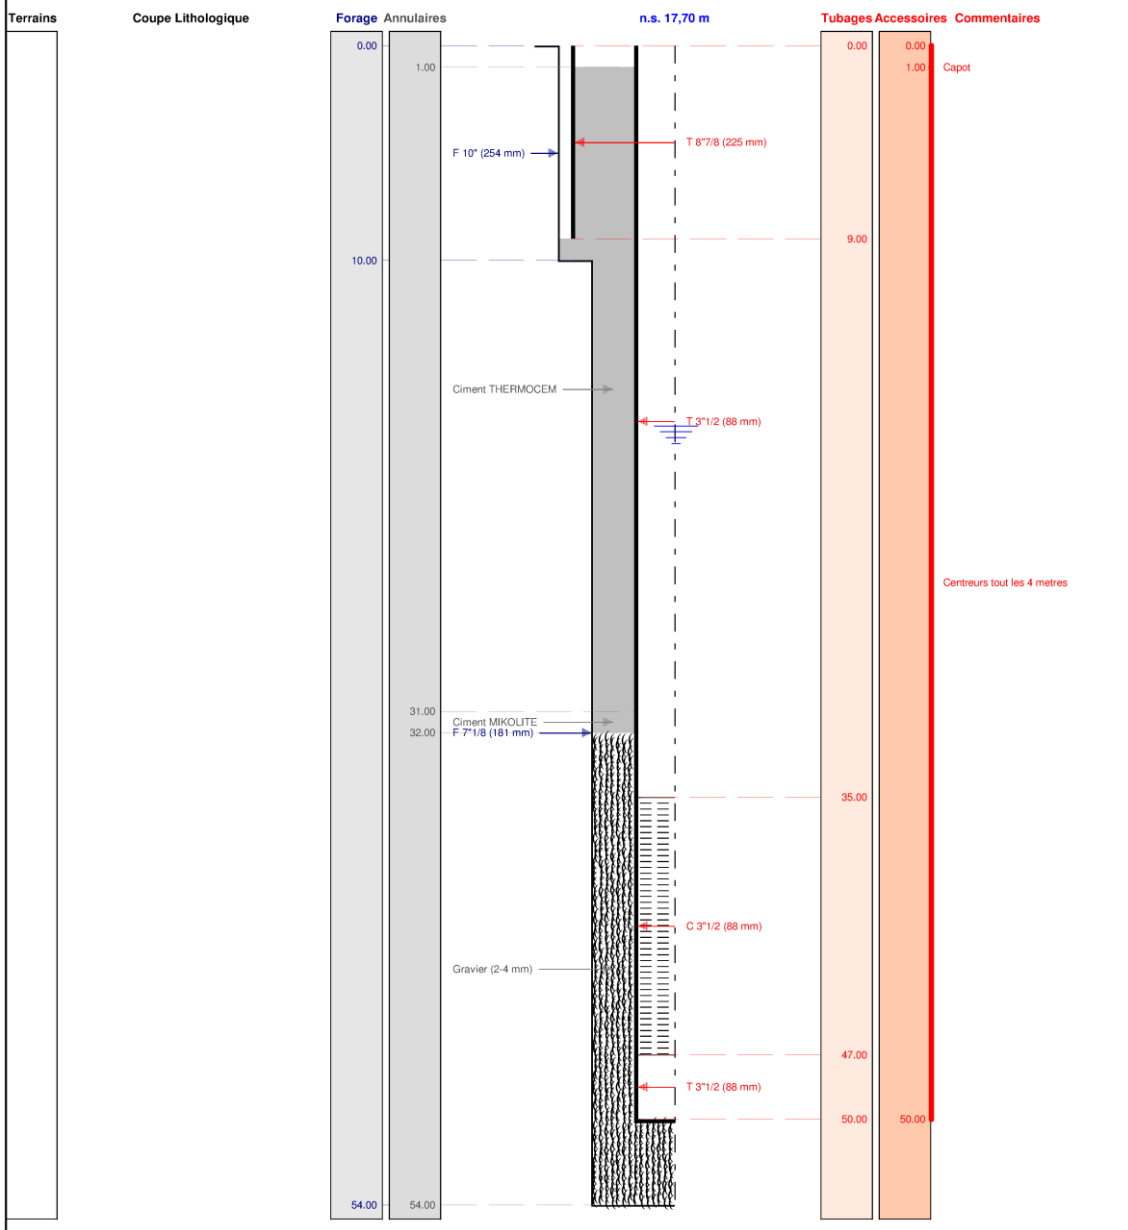 Terrains Coupe Lithologique Forage Annulaires n.s. 17,70 m Tubages Accessoires Commentaires
0.00 0.00 0.00
1.00 1.00 Capot
T 8"7/8 (225 mm)
F 10" (254 mm)
9.00
10.00
Ciment THERMOCEM
T 3"1/2 (88 mm)
Centreurs tout les 4 metres
31.00
Ciment MIKOLITE
32.00 F 7"1/8 (181 mm)
35.00
C 3"1/2 (88 mm)
Gravier (2-4 mm)
47.00
T 3"1/2 (88 mm)
50.00 50.00
54.00 54.00